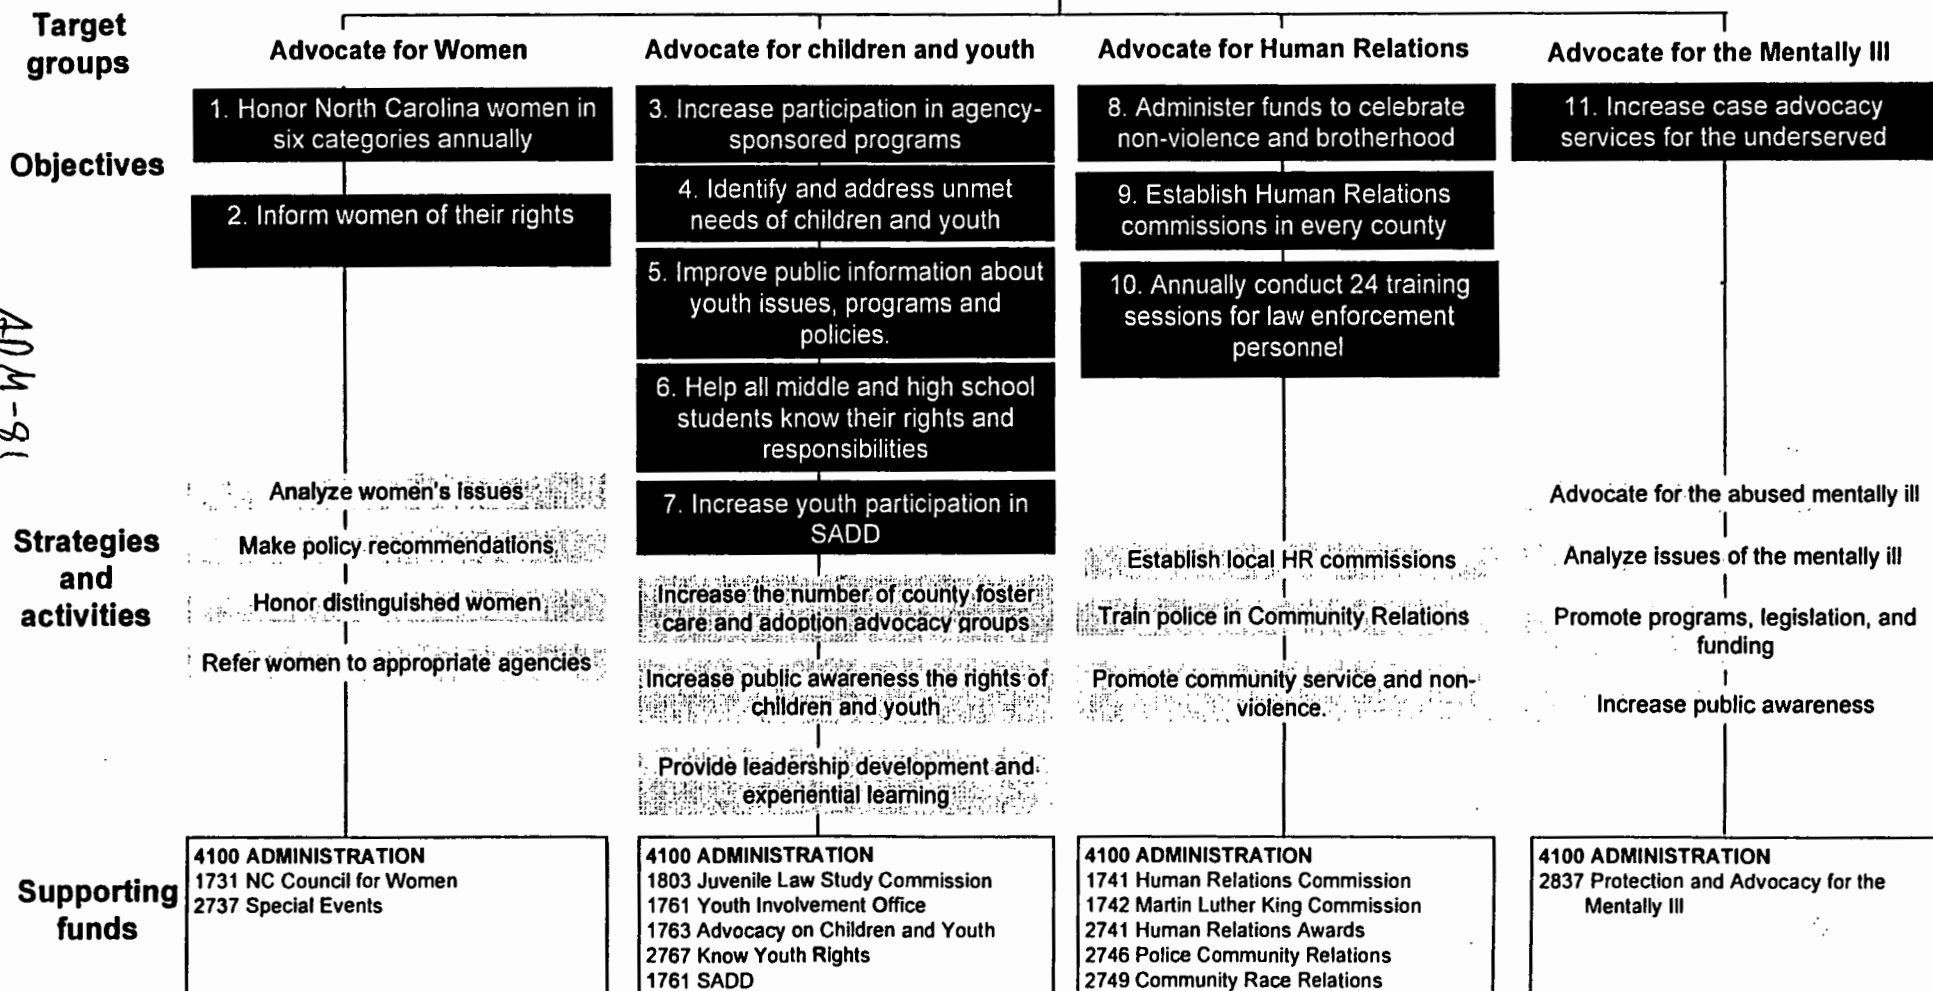 Target
groups
Advocate for Women
Advocate for children and youth
Advocate for Human Relations
Advocate for the Mentally Ill
Objectives
1. Honor North Carolina women in
six categories annually
2. Inform women of their rights
3. Increase participation in agency-
sponsored programs
4. Identify and address unmet
needs of children and youth
5. Improve public information about
youth issues, programs and
policies.
6. Help all middle and high school
students know their rights and
responsibilities
7. Increase youth participation in
SADD
8. Administer funds to celebrate
non-violence and brotherhood
9. Establish Human Relations
commissions in every county
10. Annually conduct 24 training
sessions for law enforcement
personnel
11. Increase case advocacy
services for the underserved
ADM-81
Strategies
and
activities
Analyze women's issues
Make policy recommendations
Honor distinguished women
Refer women to appropriate agencies
Increase the number of county foster
care and adoption advocacy groups
Increase public awareness the rights of
children and youth
Provide leadership development and
experiential learning
Establish local HR commissions
Train police in Community Relations
Promote community service and non-
violence.
Advocate for the abused mentally ill
Analyze issues of the mentally ill
Promote programs, legislation, and
funding
Increase public awareness
Supporting
funds
4100 ADMINISTRATION
1731 NC Council for Women
2737 Special Events
4100 ADMINISTRATION
1803 Juvenile Law Study Commission
1761 Youth Involvement Office
1763 Advocacy on Children and Youth
2767 Know Youth Rights
1761 SADD
4100 ADMINISTRATION
1741 Human Relations Commission
1742 Martin Luther King Commission
2741 Human Relations Awards
2746 Police Community Relations
2749 Community Race Relations
4100 ADMINISTRATION
2837 Protection and Advocacy for the
Mentally Ill